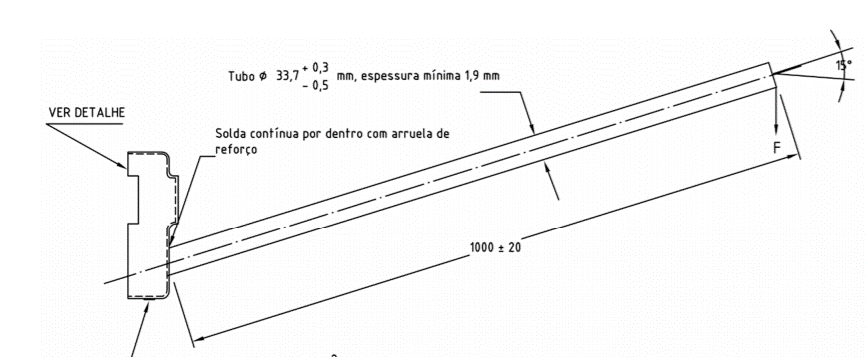 Tubo ϕ 33,7 + 0,3 - 0,5 mm, espessura mínima 1,9 mm
15°
VER DETALHE
Solda contínua por dentro com arruela de
reforço
F
1000 ± 20